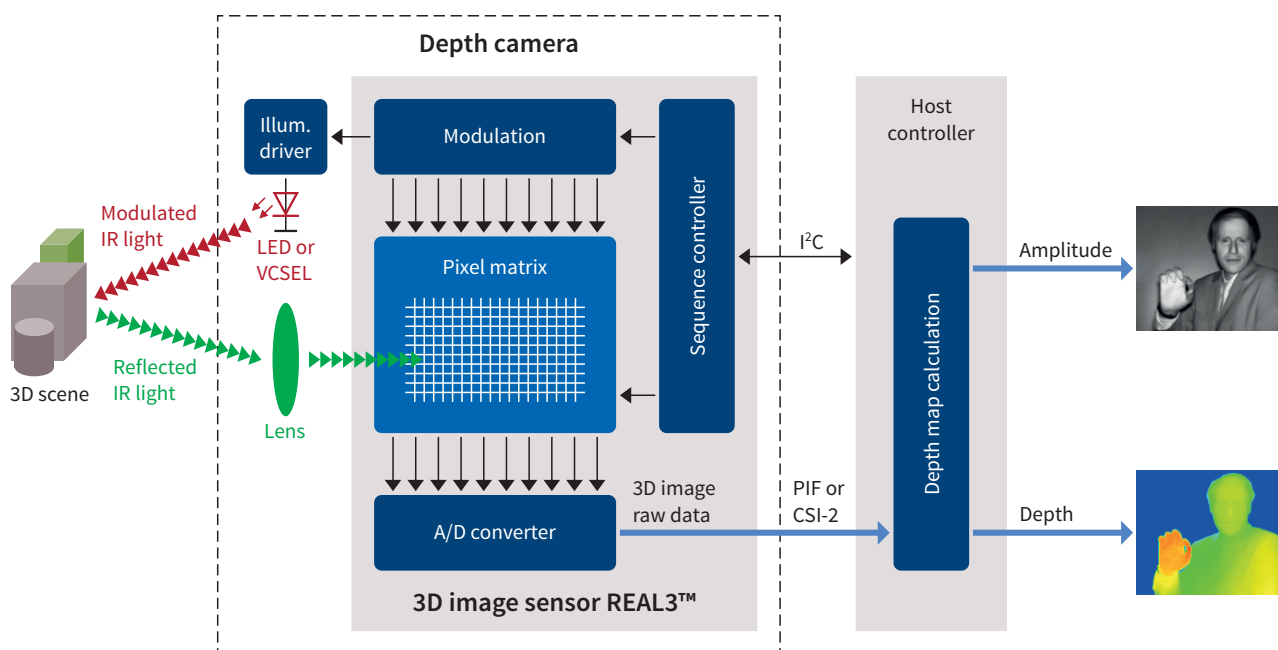 Depth camera
Illum.
driver
Modulation
Sequence controller
Host
controller
Modulated
IR light
LED or
VCSEL
Pixel matrix
I²C
Amplitude
Depth map calculation
3D scene
Reflected
IR light
Lens
A/D converter
3D image
raw data
PIF or
CSI-2
Depth
3D image sensor REAL3™